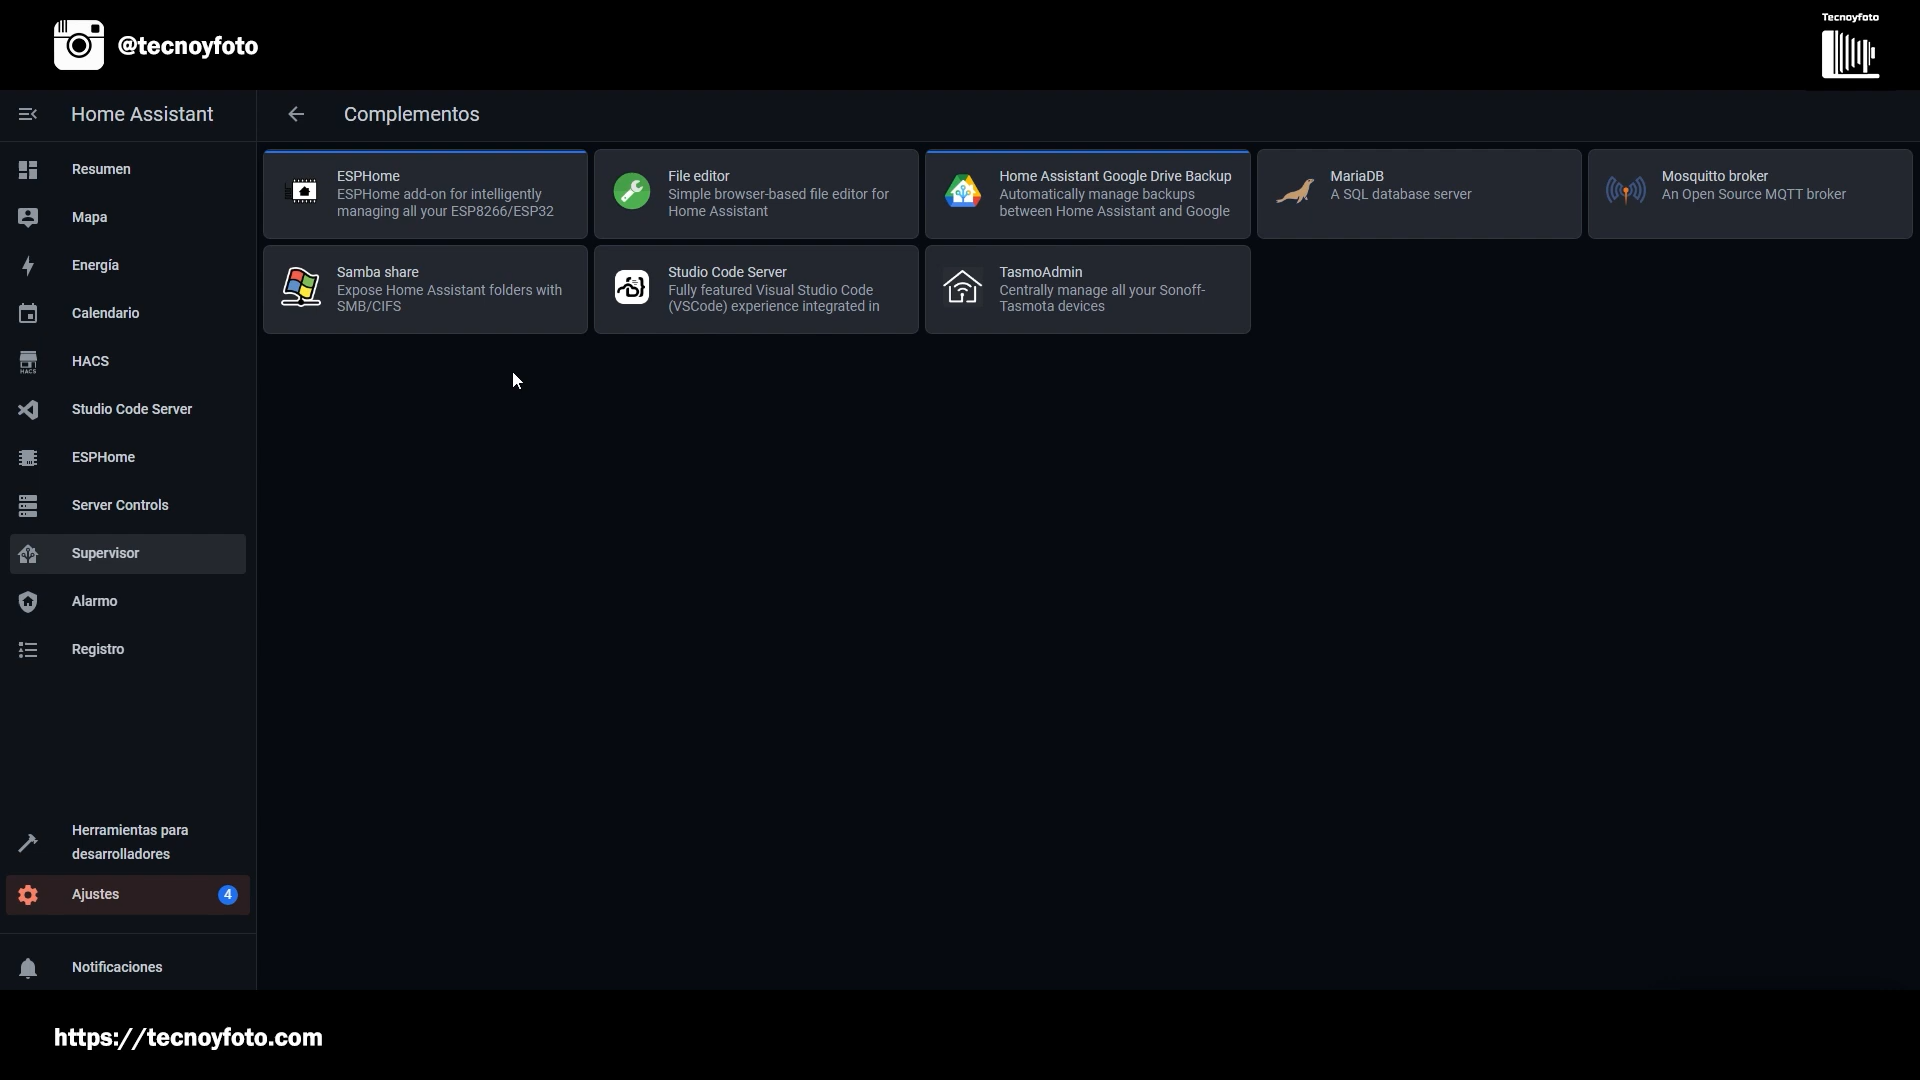 @tecnoyfoto
Tecnoyfoto
Home Assistant
Complementos
Resumen
Mapa
Energía
Calendario
HACS
HACS
Studio Code Server
ESPHome
Server Controls
Supervisor
Alarmo
Registro
Herramientas para
desarrolladores
Ajustes
4
Notificaciones
ESPHome
ESPHome add-on for intelligently
managing all your ESP8266/ESP32
File editor
Simple browser-based file editor for
Home Assistant
Home Assistant Google Drive Backup
Automatically manage backups
between Home Assistant and Google
MariaDB
A SQL database server
Mosquitto broker
An Open Source MQTT broker
Samba share
Expose Home Assistant folders with
SMB/CIFS
Studio Code Server
Fully featured Visual Studio Code
(VSCode) experience integrated in
TasmoAdmin
Centrally manage all your Sonoff-
Tasmota devices
https://tecnoyfoto.com